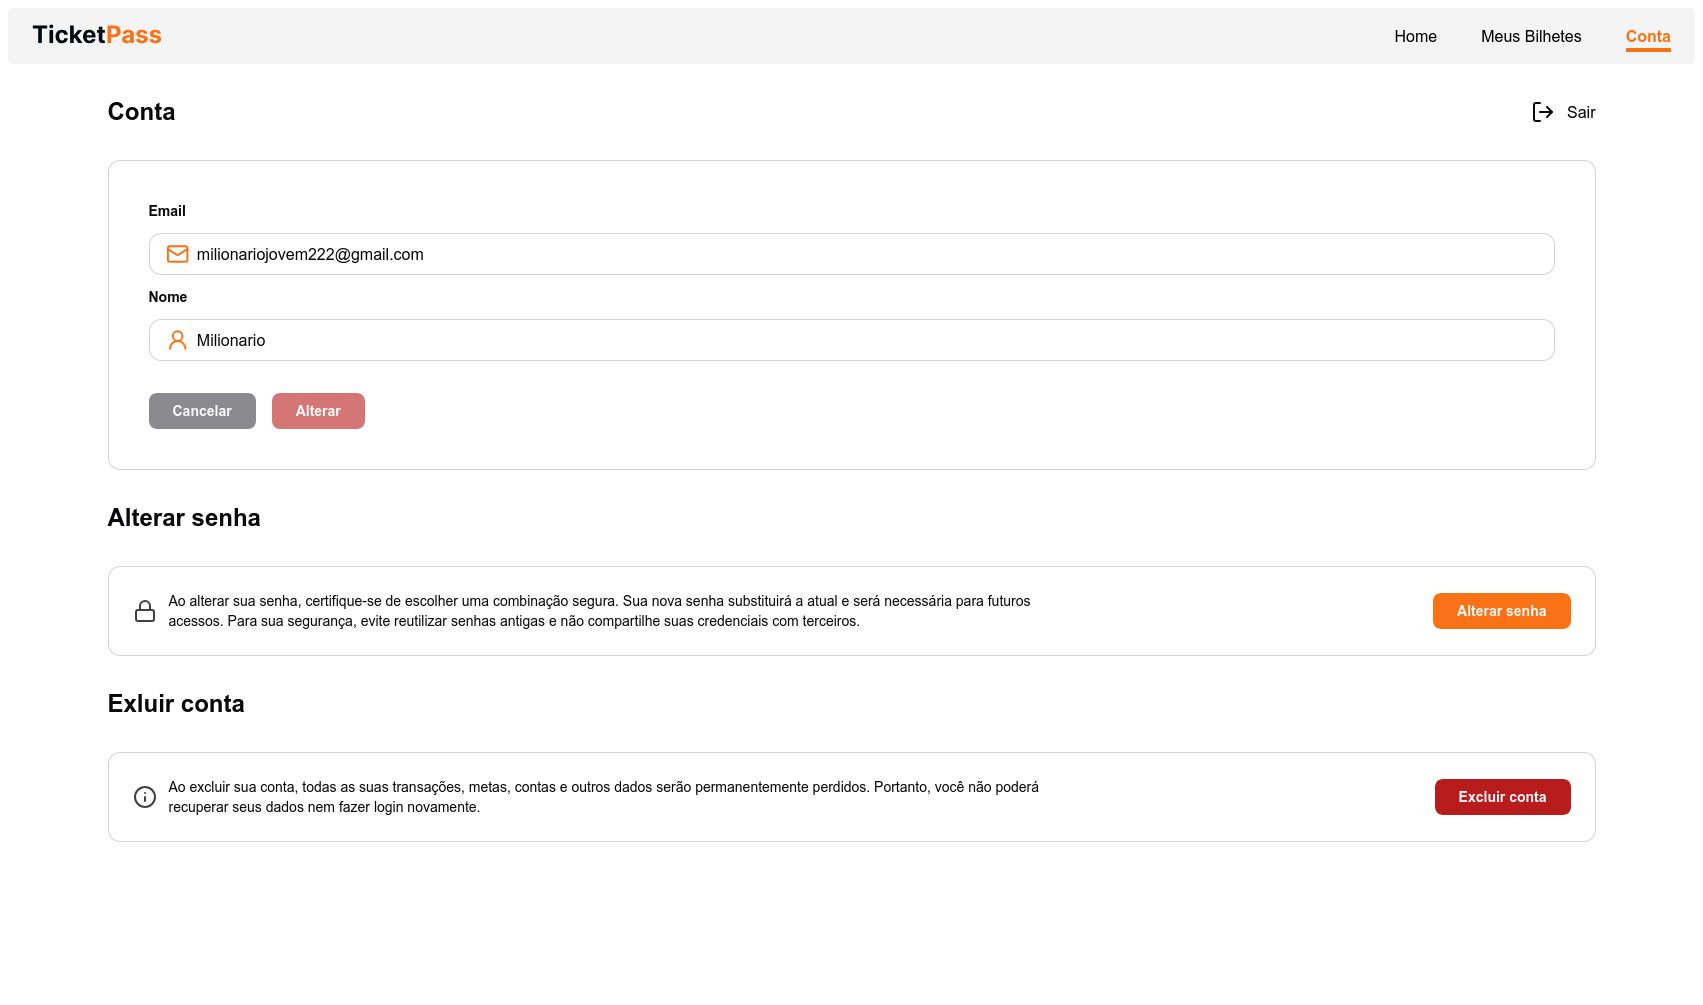 TicketPass
Home
Meus Bilhetes
Conta
Conta
Sair
Email
milionariojovem222@gmail.com
Nome
Milionario
Cancelar
Alterar
Alterar senha
Ao alterar sua senha, certifique-se de escolher uma combinação segura. Sua nova senha substituirá a atual e será necessária para futuros
acessos. Para sua segurança, evite reutilizar senhas antigas e não compartilhe suas credenciais com terceiros.
Alterar senha
Exluir conta
Ao excluir sua conta, todas as suas transações, metas, contas e outros dados serão permanentemente perdidos. Portanto, você não poderá
recuperar seus dados nem fazer login novamente.
Excluir conta